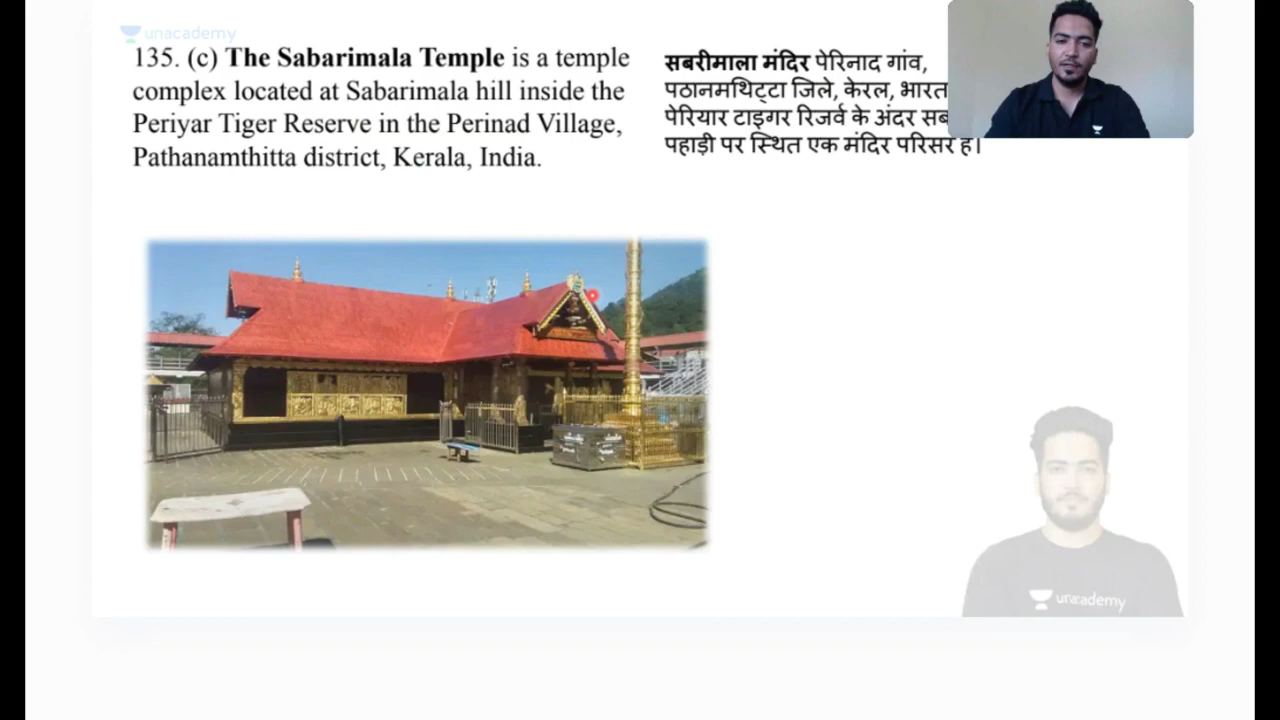 unacademy
135. (c) The Sabarimala Temple is a temple
complex located at Sabarimala hill inside the
Periyar Tiger Reserve in the Perinad Village,
Pathanamthitta district, Kerala, India.
सबरीमाला मंदिर पेरिनाद गांव,
पठानमथिट्टा जिले, केरल, भारत
पेरियार टाइगर रिजर्व के अंदर
पहाड़ी पर स्थित एक मंदिर परिसर है।
unacademy